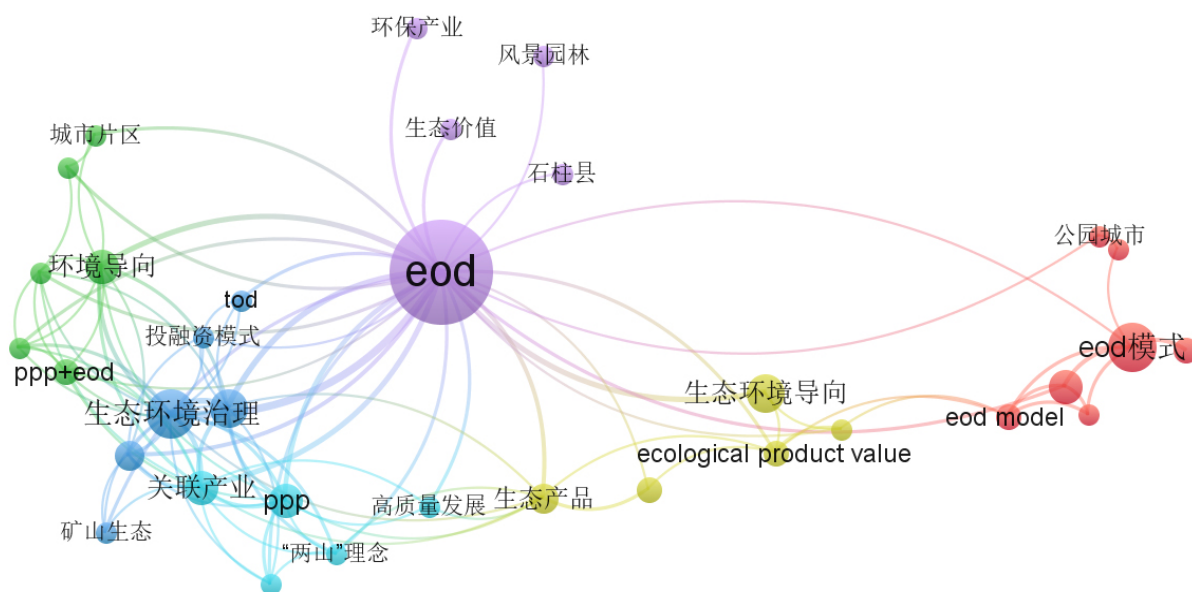 环保产业
风景园林
城市片区
生态价值
石柱县
公园城市
环境导向
eod
tod
投融资模式
eod模式
ppp+eod
生态环境导向
生态环境治理
eod model
ecological product value
关联产业
ppp
高质量发展
生态产品
矿山生态
“两山”理念